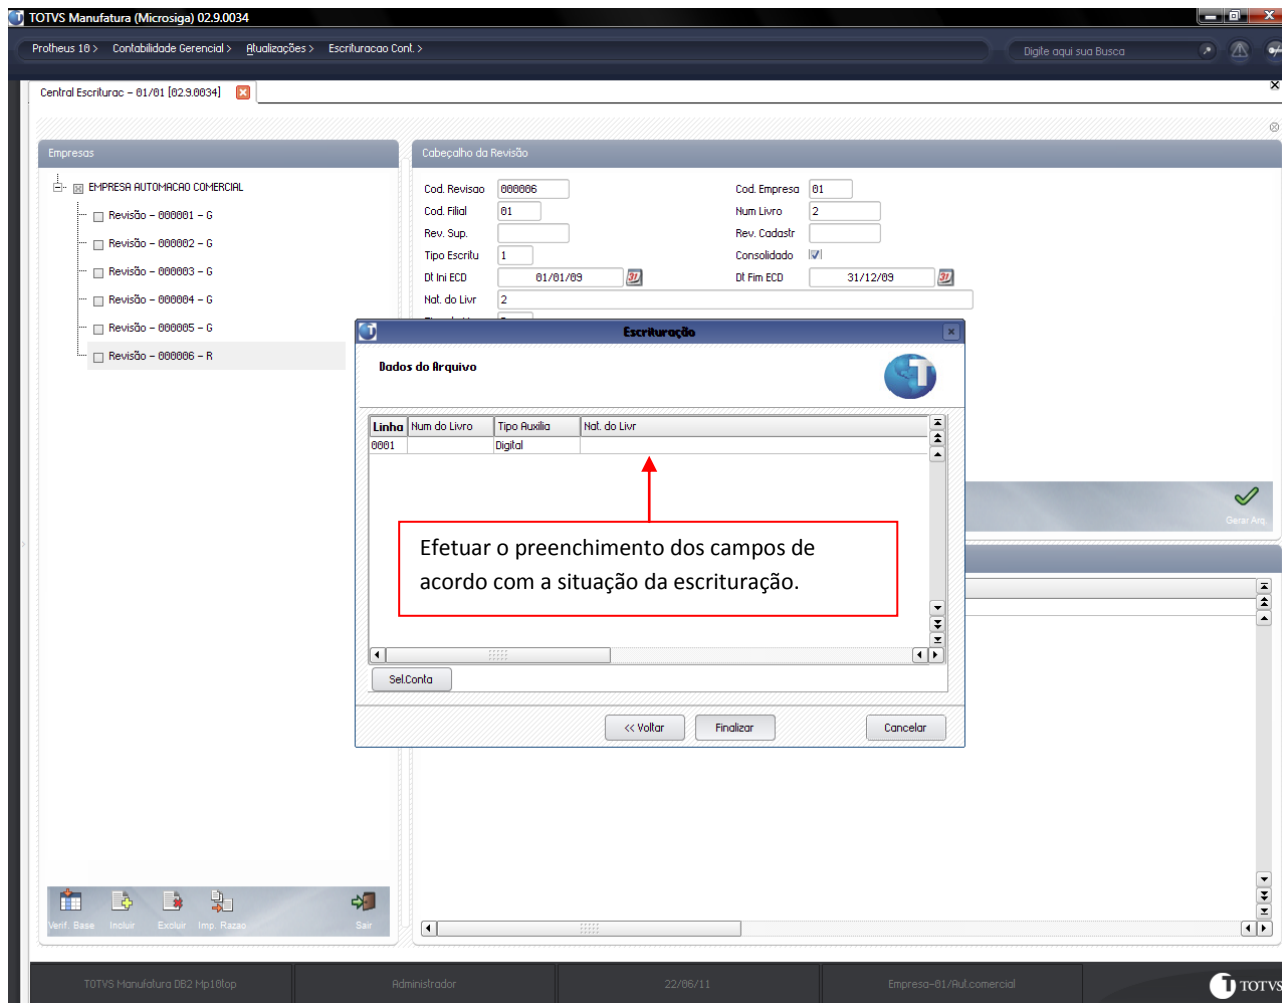 TOTVS Manufatura (Microsiga) 02.9.0034
Protheus 10 > Contabilidade Gerencial > Atualizações > Escrituracao Cont. >
Digite aqui sua Busca
Central Escriturac - 01/01 [02.9.0034]
Empresas
EMPRESA AUTOMACAO COMERCIAL
Revisão - 000001 - G
Revisão - 000002 - G
Revisão - 000003 - G
Revisão - 000004 - G
Revisão - 000005 - G
Revisão - 000006 - R
Cabeçalho da Revisão
Cod. Revisao 000006 Cod. Empresa 01
Cod. Filial 01 Num Livro 2
Rev. Sup. Rev. Cadastr
Tipo Escritu 1 Consolidado
Dt Ini ECD 01/01/09 31 Dt Fim ECD 31/12/09 31
Nat. do Livr 2
Escrituração
Dados do Arquivo
Linha Num do Livro Tipo Auxilia Nat. do Livr
0001 Digital
Efetuar o preenchimento dos campos de
acordo com a situação da escrituração.
Sel.Conta
<< Voltar Finalizar Cancelar
Gerar Arq.
Verif. Base Incluir Excluir Imp. Razao Sair
TOTVS Manufatura DB2 Mp10top Administrador 22/06/11 Empresa-01/Aut.comercial TOTVS